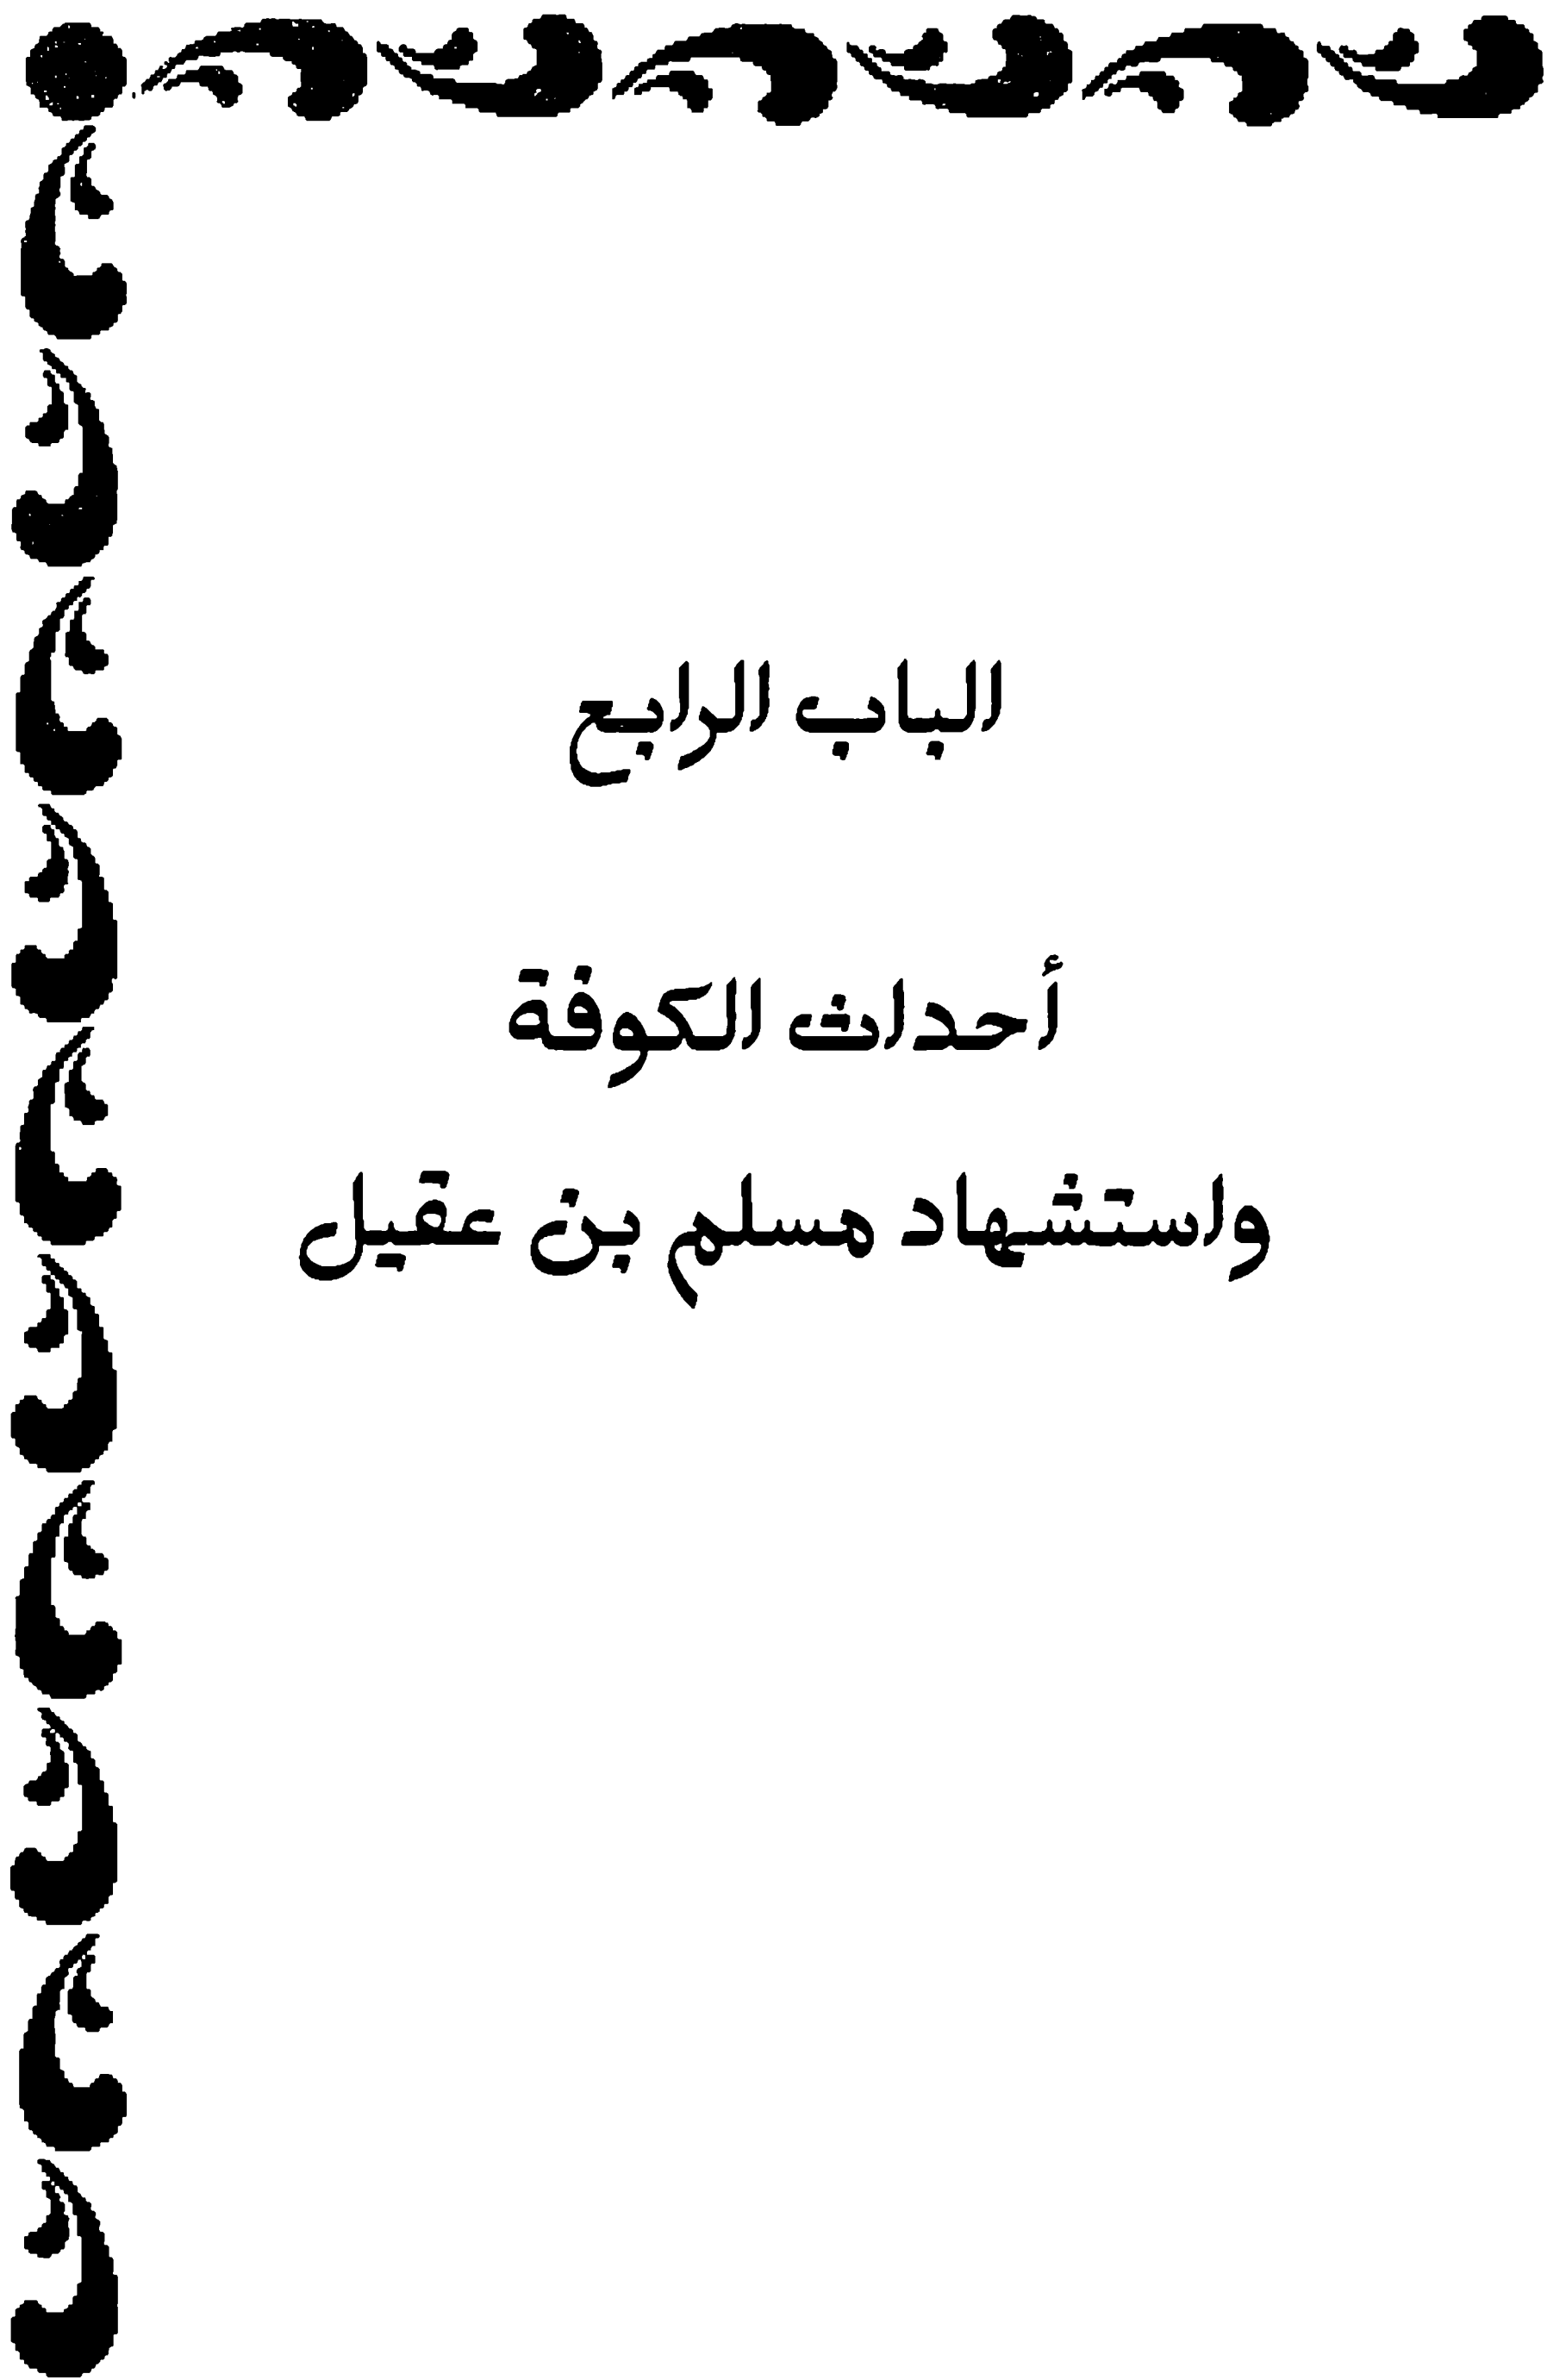 الباب الرابع
أحداث الكوفة
واستشهاد مسلم بن عقيل